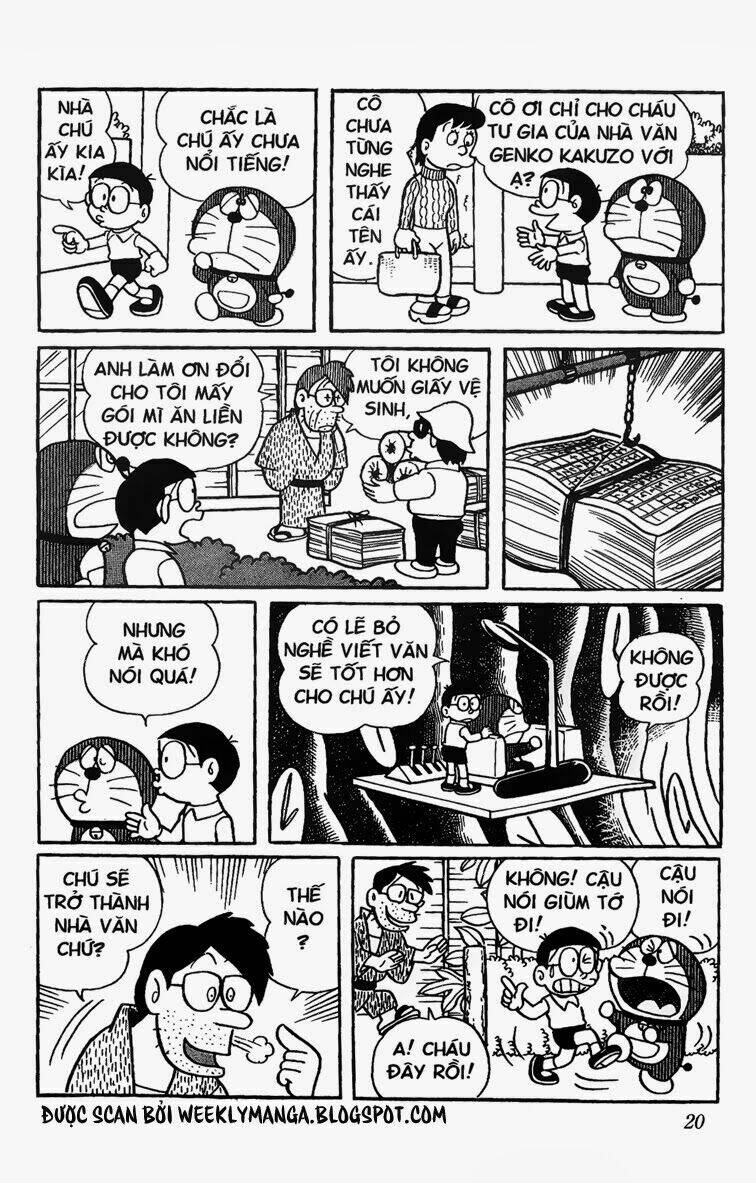 CÔ ƠI CHỈ CHO CHÁU
TƯ GIA CỦA NHÀ VĂN
GENKO KAKUZO VỚI
Ạ?
CÔ
CHƯA
TỪNG
NGHE
THẤY
CÁI
TÊN
ẤY.
CHẮC LÀ
CHÚ ẤY CHƯA
NỔI TIẾNG!
NHÀ
CHÚ
ẤY KIA
KÌA!
TÔI KHÔNG
MUỐN GIẤY VỆ
SINH,
ANH LÀM ƠN ĐỔI
CHO TÔI MẤY
GÓI MÌ ĂN LIỀN
ĐƯỢC KHÔNG?
KHÔNG
ĐƯỢC
RỒI!
CÓ LẼ BỎ
NGHỀ VIẾT VĂN
SẼ TỐT HƠN
CHO CHÚ ẤY!
NHƯNG
MÀ KHÓ
NÓI QUÁ!
CẬU
NÓI
ĐI!
KHÔNG! CẬU
NÓI GIÙM TỚ
ĐI!
A! CHÁU
ĐÂY RỒI!
THẾ
NÀO
?
CHÚ SẼ
TRỞ THÀNH
NHÀ VĂN
CHỨ?
ĐƯỢC SCAN BỞI WEEKLYMANGA.BLOGSPOT.COM
20